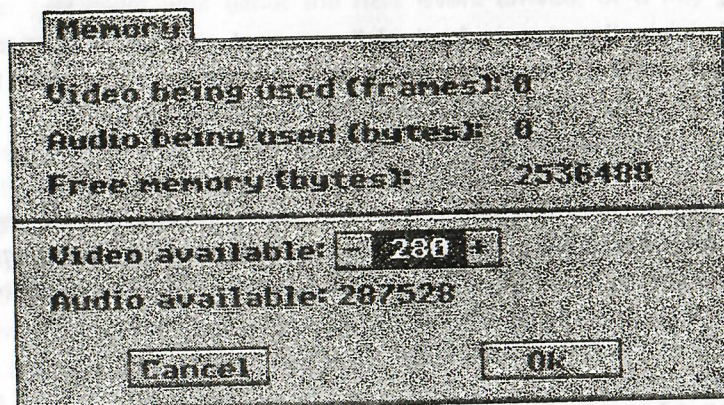 Memory
Video being used (frames): 0
Audio being used (bytes): 0
Free memory (bytes): 2536488
Video available: - 280 +
Audio available: 287528
Cancel Ok